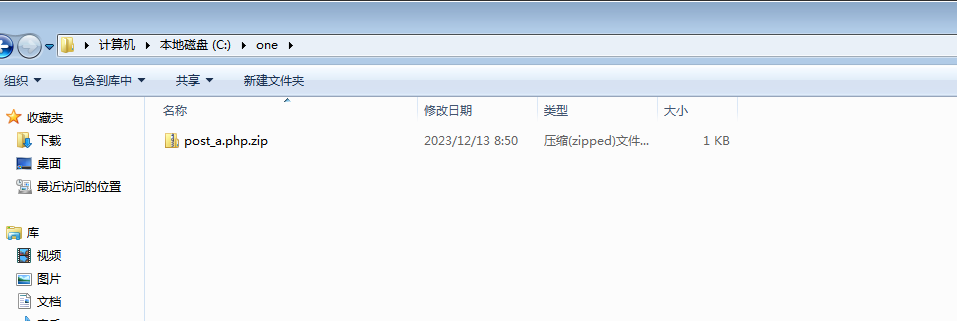 计算机 本地磁盘 (C:) one
组织 包含到库中 共享 新建文件夹
名称 修改日期 类型 大小
收藏夹
下载
桌面
最近访问的位置
库
视频
图片
文档
post_a.php.zip 2023/12/13 8:50 压缩(zipped)文件... 1 KB